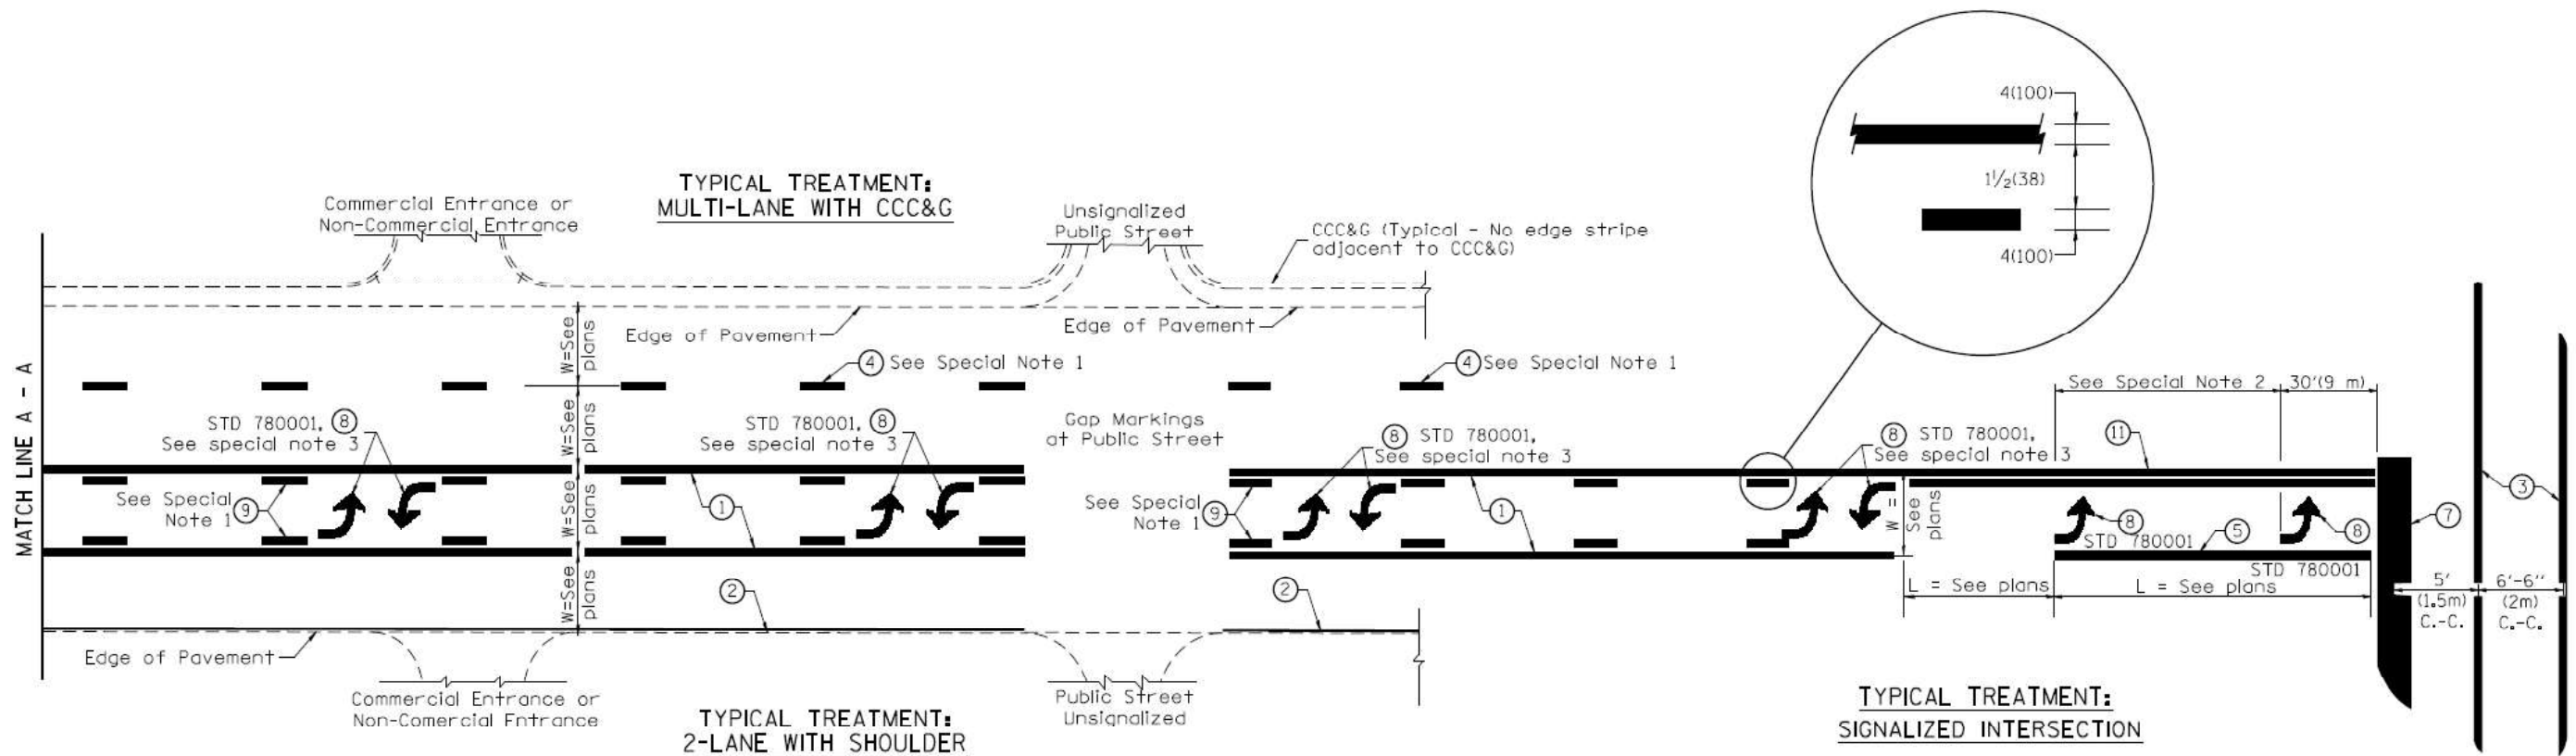 4(100)
1½(38)
4(100)
TYPICAL TREATMENT:
MULTI-LANE WITH CCC&G
Commercial Entrance or
Non-Commercial Entrance
Unsignalized
Public Street
CCC&G (Typical - No edge stripe
adjacent to CCC&G)
Edge of Pavement
Edge of Pavement
MATCH LINE A - A
W=See
plans
4 See Special Note 1
4 See Special Note 1
See Special Note 2
30'(9 m)
STD 780001, 8
See special note 3
W=See
plans
STD 780001, 8
See special note 3
Gap Markings
at Public Street
8 STD 780001,
See special note 3
8 STD 780001,
See special note 3
11
See Special
Note 1 9
W=See
plans
1
See Special
Note 1 9
1
W =
See
plans
8
STD 780001
5
8
7
3
STD 780001
W=See
plans
2
2
L = See plans
L = See plans
5'
(1.5m)
C.-C.
6'-6"
(2m)
C.-C.
Edge of Pavement
Commercial Entrance or
Non-Comercial Entrance
Public Street
Unsignalized
TYPICAL TREATMENT:
2-LANE WITH SHOULDER
TYPICAL TREATMENT:
SIGNALIZED INTERSECTION